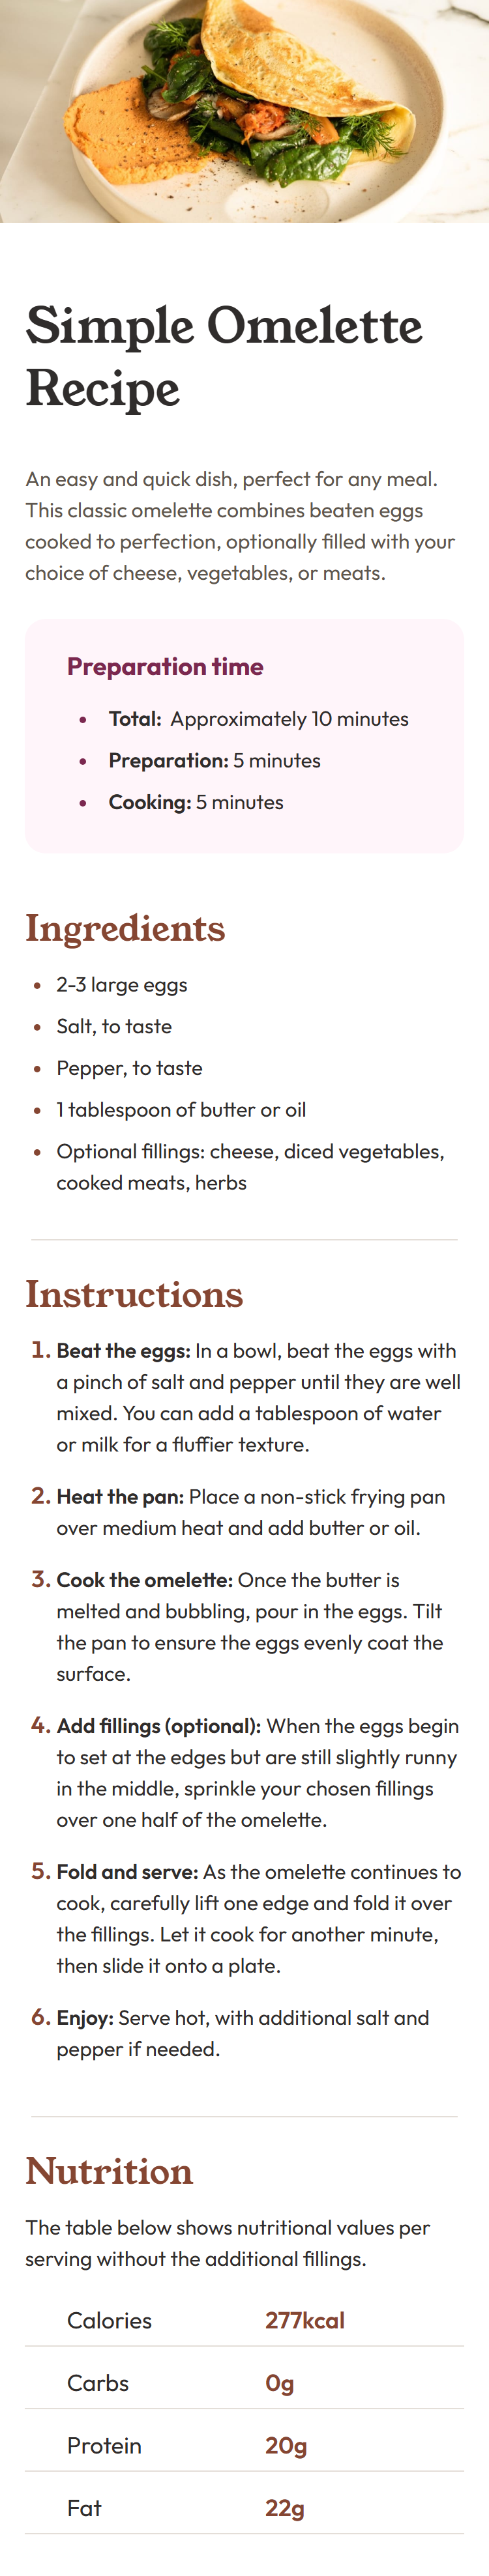 Simple Omelette
Recipe
An easy and quick dish, perfect for any meal.
This classic omelette combines beaten eggs
cooked to perfection, optionally filled with your
choice of cheese, vegetables, or meats.
Preparation time
• Total: Approximately 10 minutes
• Preparation: 5 minutes
• Cooking: 5 minutes
Ingredients
• 2-3 large eggs
• Salt, to taste
• Pepper, to taste
• 1 tablespoon of butter or oil
• Optional fillings: cheese, diced vegetables,
cooked meats, herbs
Instructions
1. Beat the eggs: In a bowl, beat the eggs with
a pinch of salt and pepper until they are well
mixed. You can add a tablespoon of water
or milk for a fluffier texture.
2. Heat the pan: Place a non-stick frying pan
over medium heat and add butter or oil.
3. Cook the omelette: Once the butter is
melted and bubbling, pour in the eggs. Tilt
the pan to ensure the eggs evenly coat the
surface.
4. Add fillings (optional): When the eggs begin
to set at the edges but are still slightly runny
in the middle, sprinkle your chosen fillings
over one half of the omelette.
5. Fold and serve: As the omelette continues to
cook, carefully lift one edge and fold it over
the fillings. Let it cook for another minute,
then slide it onto a plate.
6. Enjoy: Serve hot, with additional salt and
pepper if needed.
Nutrition
The table below shows nutritional values per
serving without the additional fillings.
Calories 277kcal
Carbs 0g
Protein 20g
Fat 22g